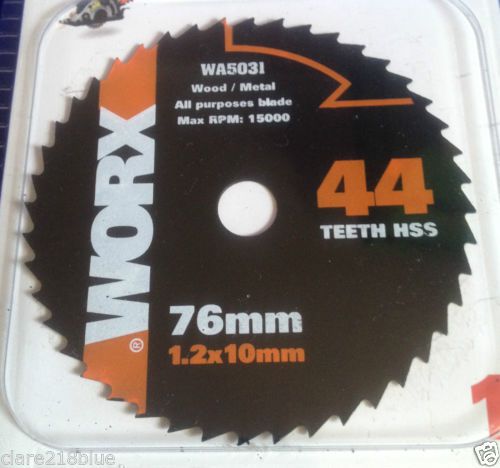 WA5031
Wood / Metal
All purposes blade
Max RPM: 15000
WORX®
44
TEETH HSS
76mm
1.2x10mm
clare218blue